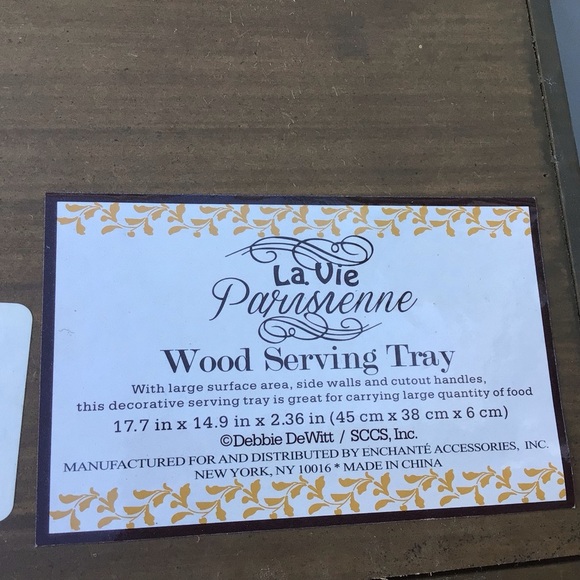 La Vie
Parisienne
Wood Serving Tray
With large surface area, side walls and cutout handles,
this decorative serving tray is great for carrying large quantity of food
17.7 in x 14.9 in x 2.36 in (45 cm x 38 cm x 6 cm)
©Debbie DeWitt / SCCS, Inc.
MANUFACTURED FOR AND DISTRIBUTED BY ENCHANTÉ ACCESSORIES, INC.
NEW YORK, NY 10016 * MADE IN CHINA